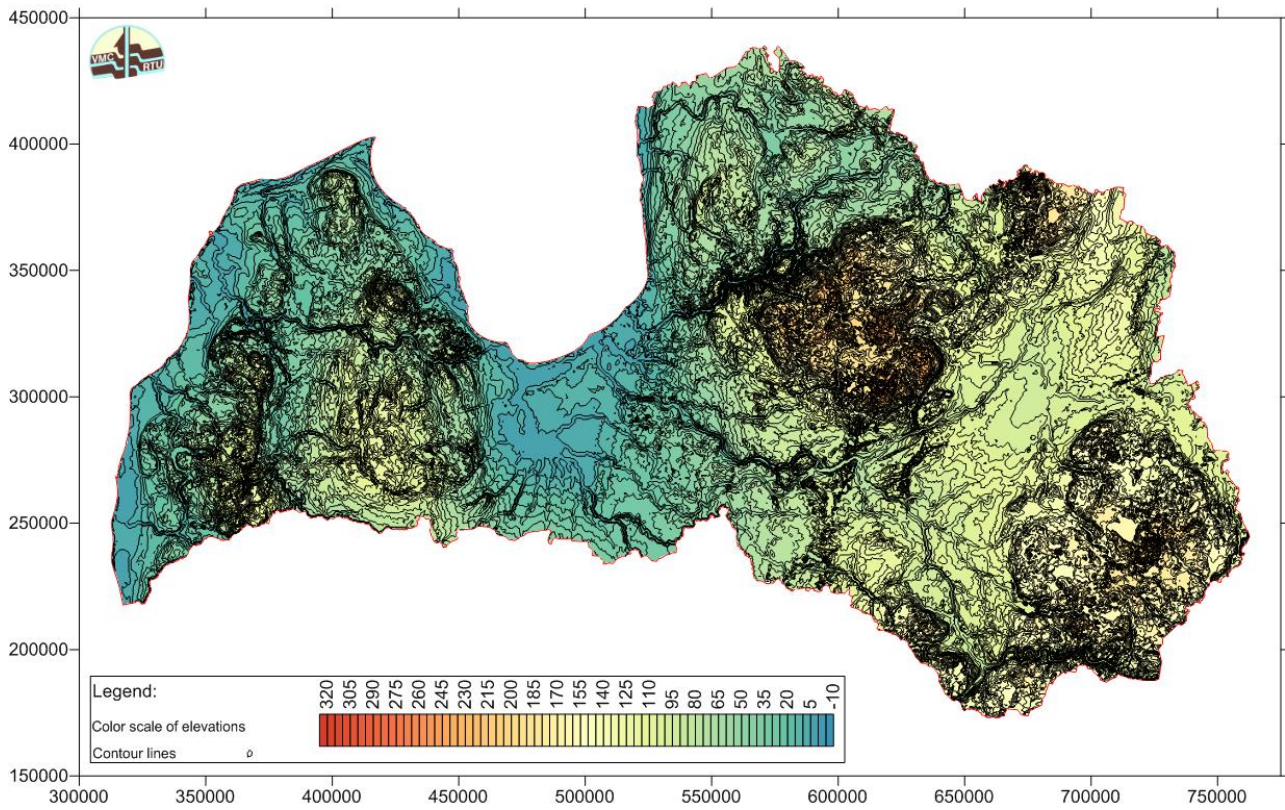 450000
400000
350000
300000
250000
200000
150000
VMC
RTU
Legend:
Color scale of elevations
Contour lines
320 305 290 275 260 245 230 215 200 185 170 155 140 125 110 95 80 65 50 35 20 5 -10
300000 350000 400000 450000 500000 550000 600000 650000 700000 750000